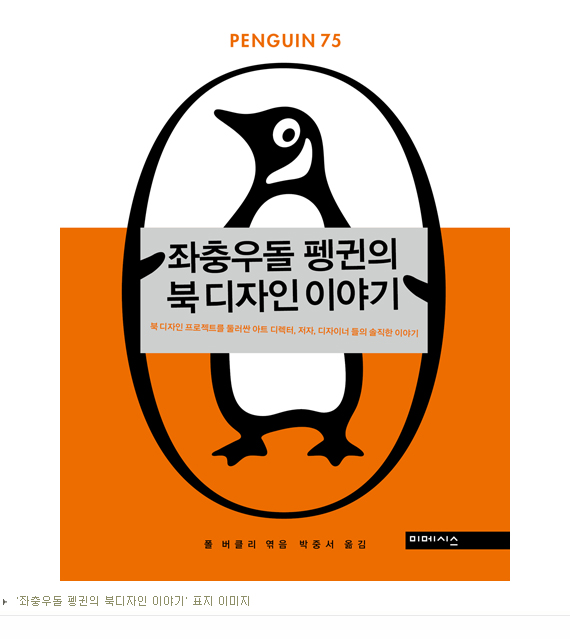 PENGUIN 75
좌충우돌 펭귄의
북 디자인 이야기
북 디자인 프로젝트를 둘러싼 아트 디렉터, 저자, 디자이너 들의 솔직한 이야기
폴 버클리 엮음 박중서 옮김
미메시스
'좌충우돌 펭귄의 북디자인 이야기' 표지 이미지